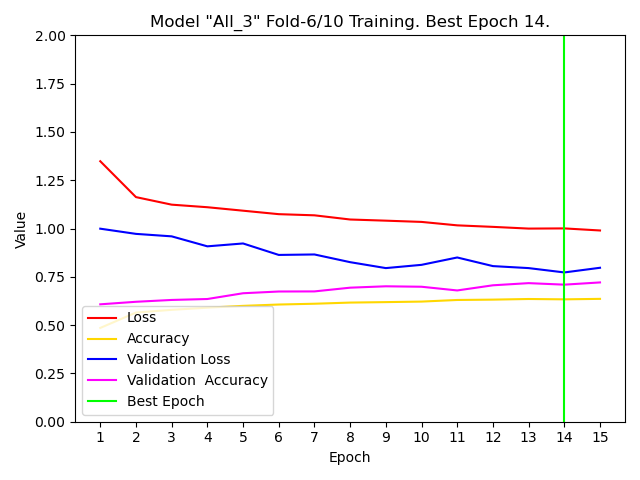 Model "All_3" Fold-6/10 Training. Best Epoch 14.
2.00
1.75
1.50
1.25
1.00
0.75
0.50
0.25
0.00
Value
Loss
Accuracy
Validation Loss
Validation  Accuracy
Best Epoch
1 2 3 4 5 6 7 8 9 10 11 12 13 14 15
Epoch